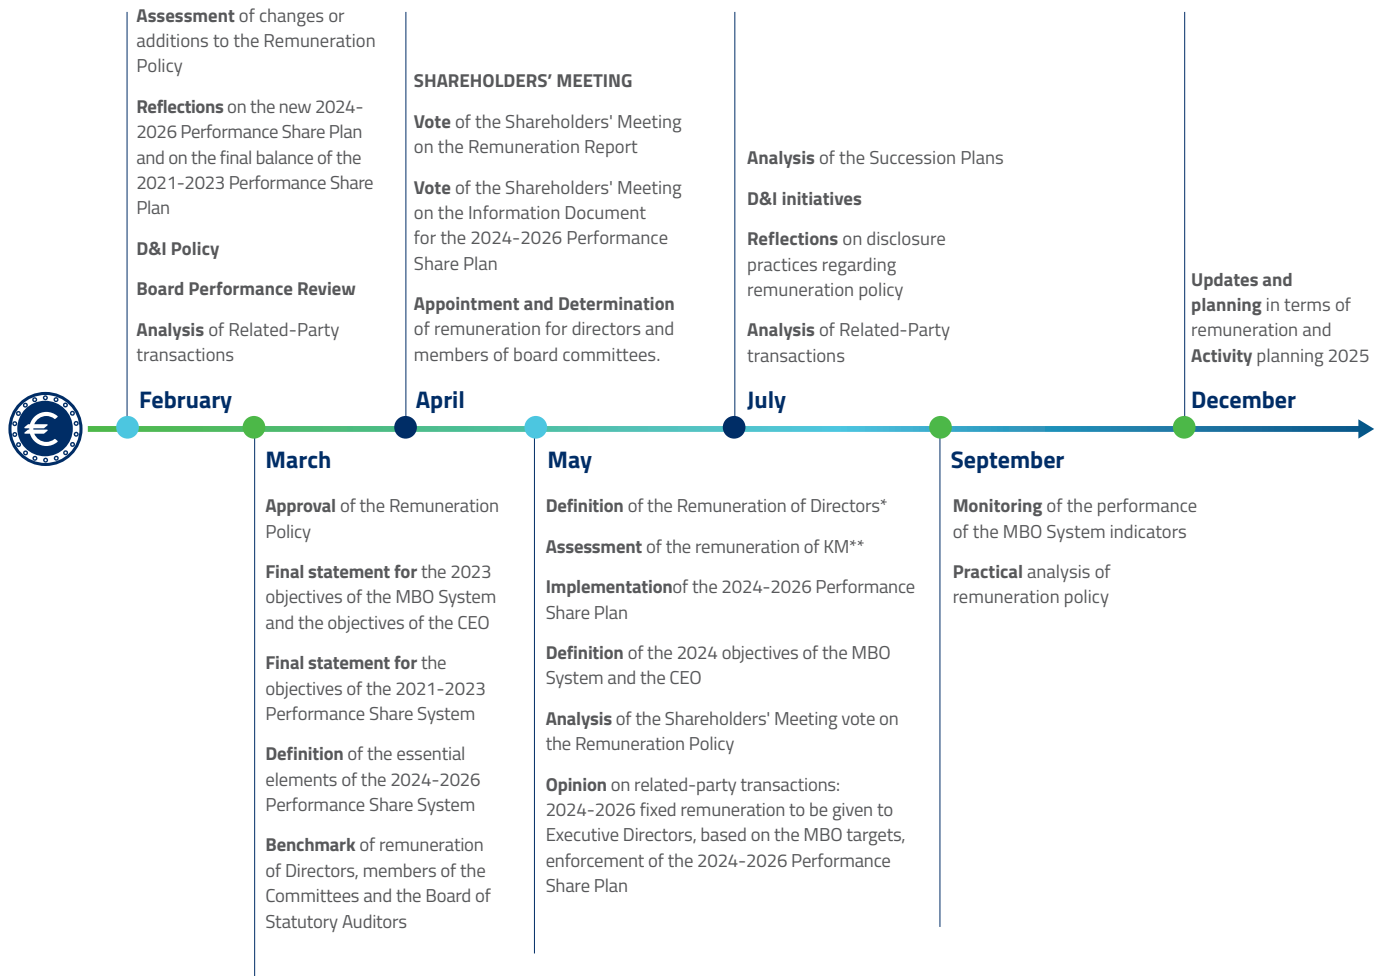 Assessment of changes or
additions to the Remuneration
Policy
Reflections on the new 2024-
2026 Performance Share Plan
and on the final balance of the
2021-2023 Performance Share
Plan
D&I Policy
Board Performance Review
Analysis of Related-Party
transactions
February
SHAREHOLDERS’ MEETING
Vote of the Shareholders' Meeting
on the Remuneration Report
Vote of the Shareholders' Meeting
on the Information Document
for the 2024-2026 Performance
Share Plan
Appointment and Determination
of remuneration for directors and
members of board committees.
April
Analysis of the Succession Plans
D&I initiatives
Reflections on disclosure
practices regarding
remuneration policy
Analysis of Related-Party
transactions
July
Updates and
planning in terms of
remuneration and
Activity planning 2025
December
€
March
Approval of the Remuneration
Policy
Final statement for the 2023
objectives of the MBO System
and the objectives of the CEO
Final statement for the
objectives of the 2021-2023
Performance Share System
Definition of the essential
elements of the 2024-2026
Performance Share System
Benchmark of remuneration
of Directors, members of the
Committees and the Board of
Statutory Auditors
May
Definition of the Remuneration of Directors*
Assessment of the remuneration of KM**
Implementationof the 2024-2026 Performance
Share Plan
Definition of the 2024 objectives of the MBO
System and the CEO
Analysis of the Shareholders' Meeting vote on
the Remuneration Policy
Opinion on related-party transactions:
2024-2026 fixed remuneration to be given to
Executive Directors, based on the MBO targets,
enforcement of the 2024-2026 Performance
Share Plan
September
Monitoring of the performance
of the MBO System indicators
Practical analysis of
remuneration policy